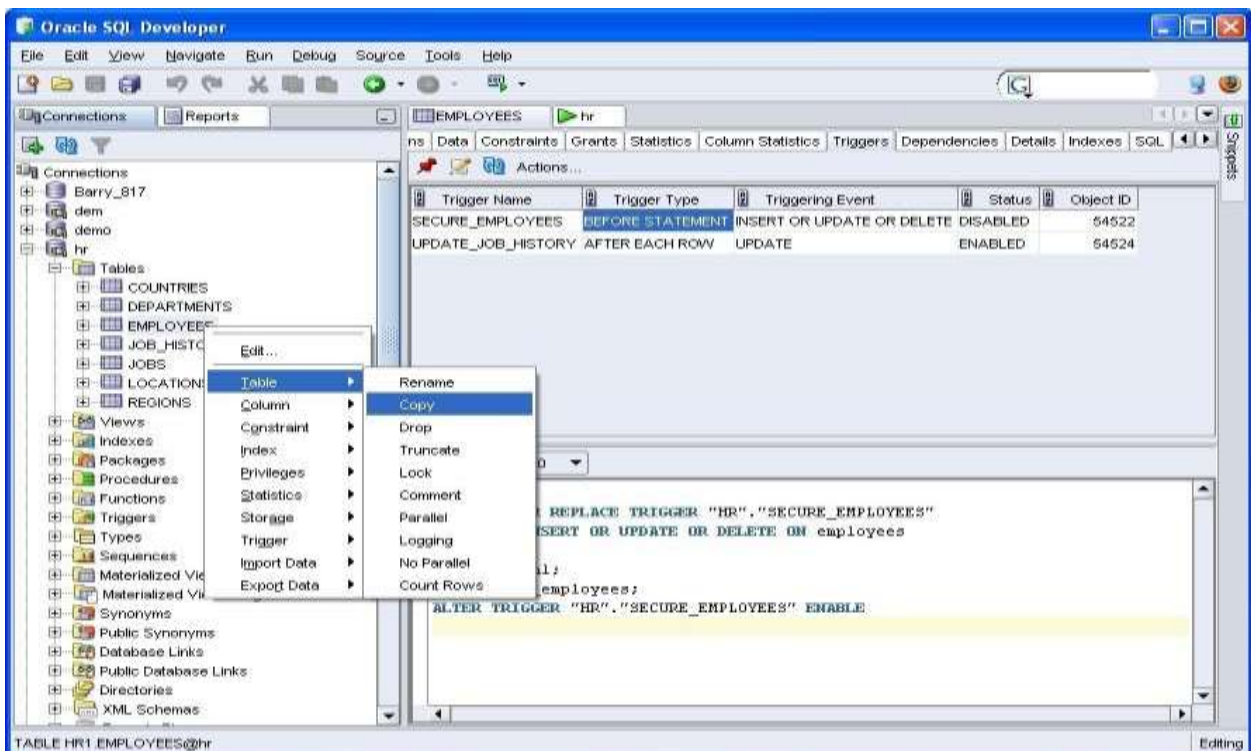 Oracle SQL Developer
File Edit View Navigate Run Debug Source Tools Help
Connections Reports
Connections
Barry_817
dem
demo
hr
Tables
COUNTRIES
DEPARTMENTS
EMPLOYEES
JOB_HISTO
JOBS
LOCATION
REGIONS
Views
Indexes
Packages
Procedures
Functions
Triggers
Types
Sequences
Materialized Vie
Materialized Vi
Synonyms
Public Synonyms
Database Links
Public Database Links
Directories
XML Schemas
Edit...
Table
Column
Constraint
Index
Privileges
Statistics
Storage
Trigger
Import Data
Export Data
Rename
Copy
Drop
Truncate
Lock
Comment
Parallel
Logging
No Parallel
Count Rows
EMPLOYEES hr
ns Data Constraints Grants Statistics Column Statistics Triggers Dependencies Details Indexes SQL
Actions...
Trigger Name Trigger Type Triggering Event Status Object ID
SECURE_EMPLOYEES BEFORE STATEMENT INSERT OR UPDATE OR DELETE DISABLED 54522
UPDATE_JOB_HISTORY AFTER EACH ROW UPDATE ENABLED 54524
REPLACE TRIGGER "HR"."SECURE_EMPLOYEES"
SERT OR UPDATE OR DELETE ON employees
l;
employees;
ALTER TRIGGER "HR"."SECURE_EMPLOYEES" ENABLE
Snippets
TABLE HR1.EMPLOYEES@hr Editing